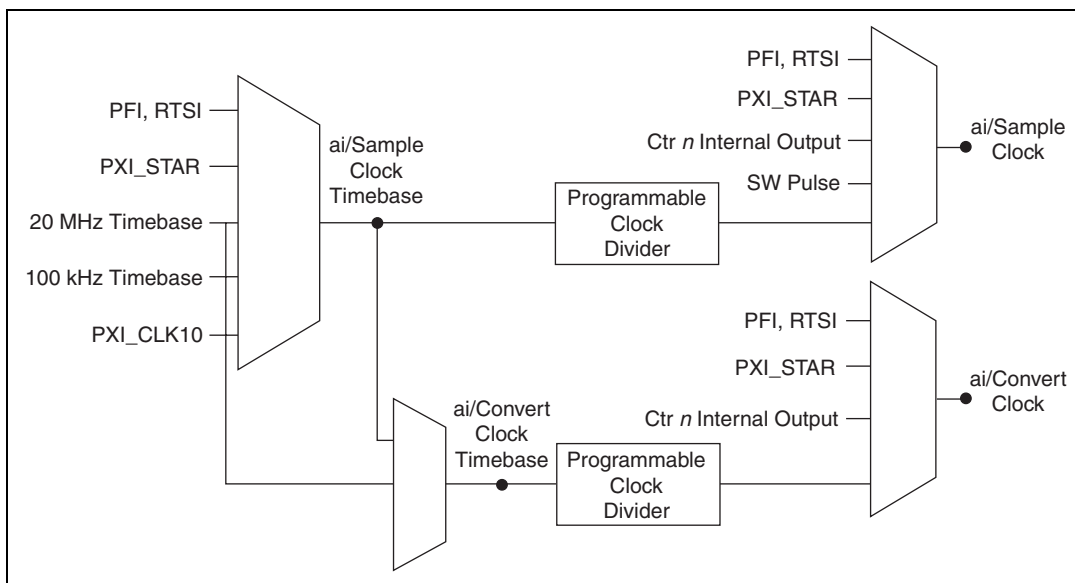 PFI, RTSI
PXI_STAR
20 MHz Timebase
100 kHz Timebase
PXI_CLK10
ai/Sample
Clock
Timebase
Programmable
Clock
Divider
PFI, RTSI
PXI_STAR
Ctr n Internal Output
SW Pulse
ai/Sample
Clock
ai/Convert
Clock
Timebase
Programmable
Clock
Divider
PFI, RTSI
PXI_STAR
Ctr n Internal Output
ai/Convert
Clock